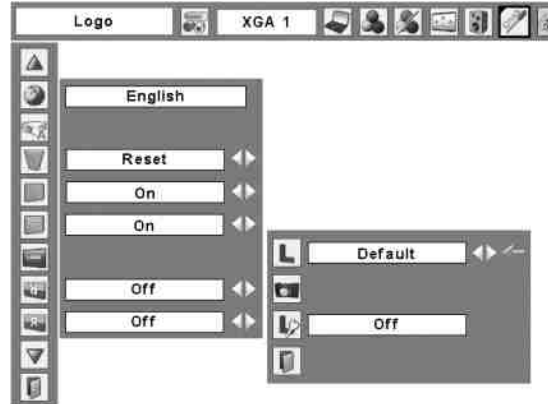 Logo
XGA 1
English
Reset
On
On
Default
Off
Off
Off